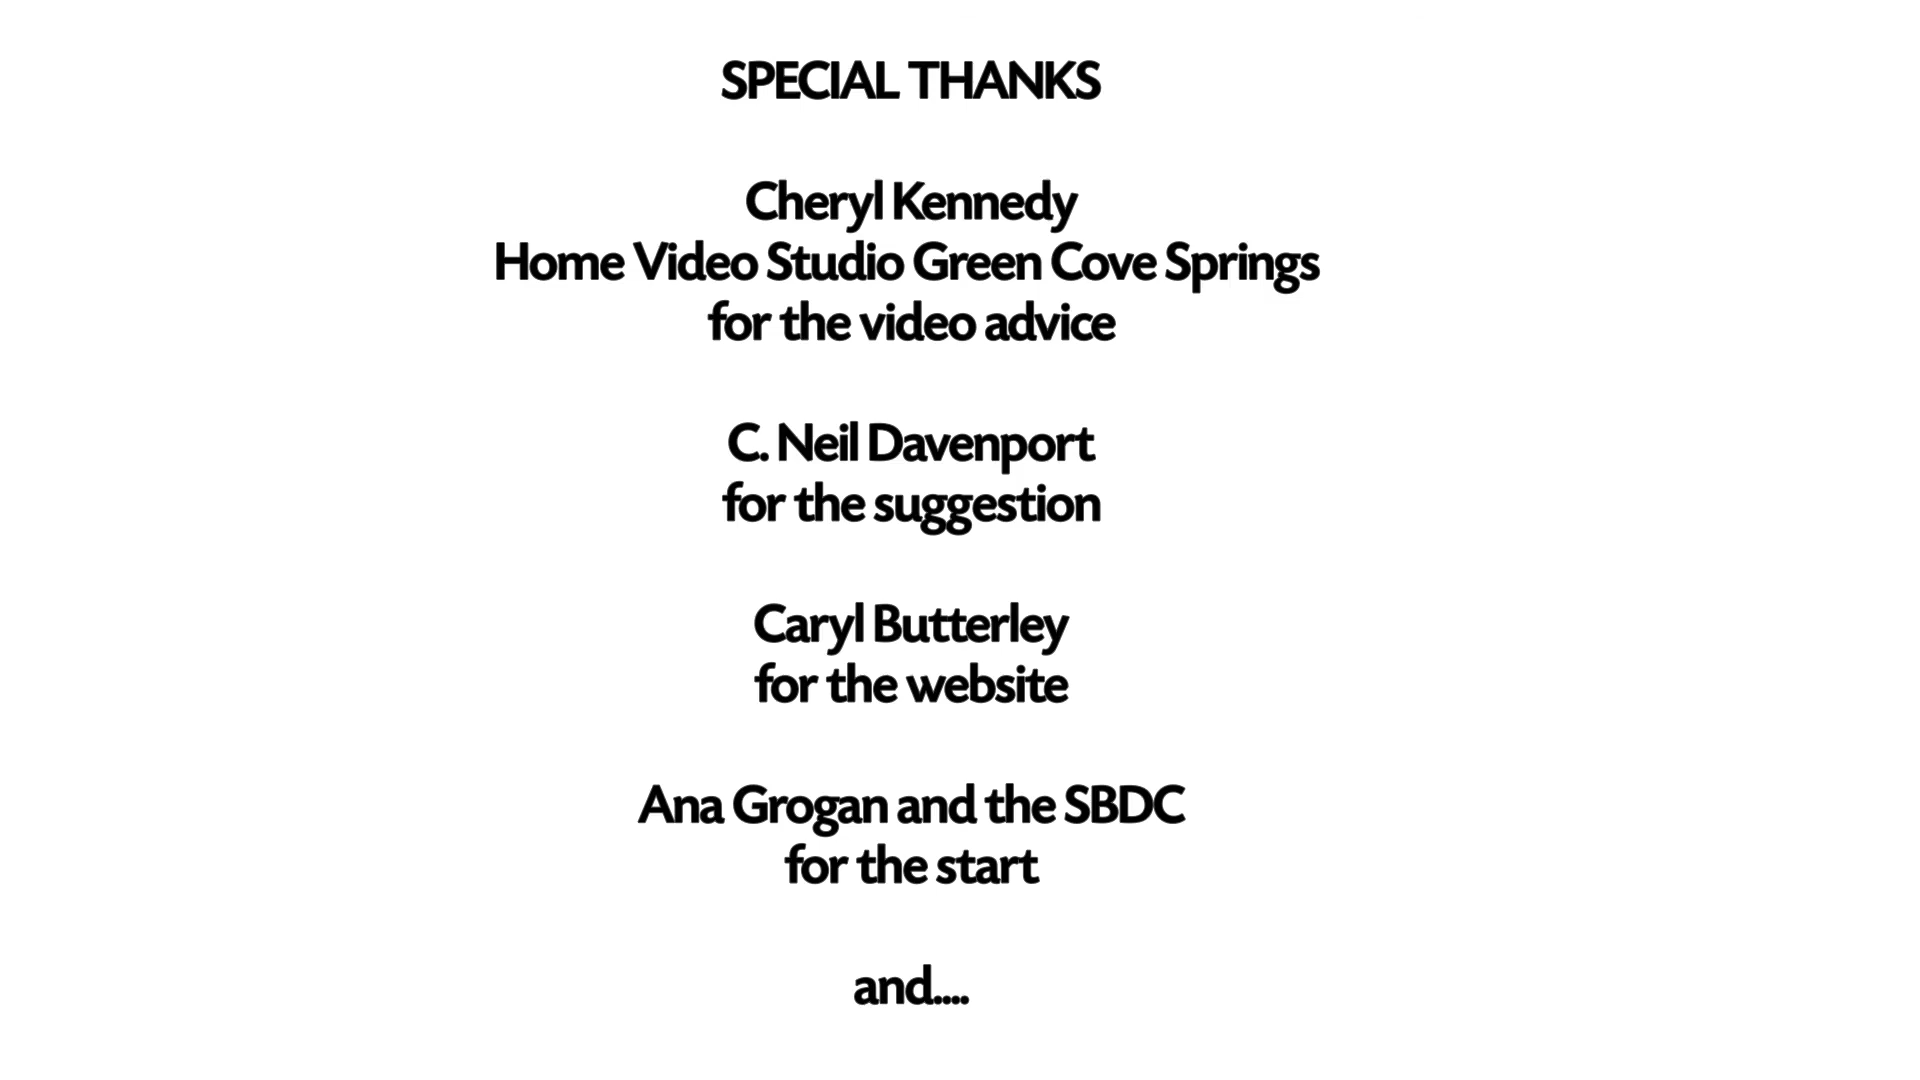 SPECIAL THANKS
Cheryl Kennedy
Home Video Studio Green Cove Springs
for the video advice
C. Neil Davenport
for the suggestion
Caryl Butterley
for the website
Ana Grogan and the SBDC
for the start
and....